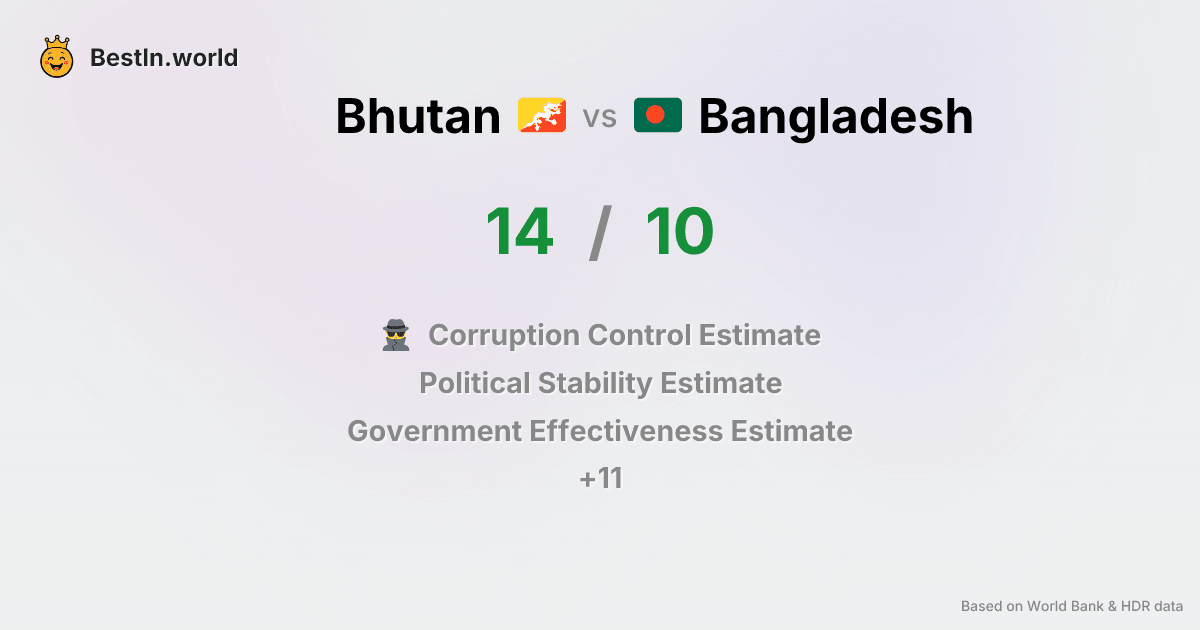 BestIn.world
Bhutan vs Bangladesh
14 / 10
Corruption Control Estimate
Political Stability Estimate
Government Effectiveness Estimate
+11
Based on World Bank & HDR data